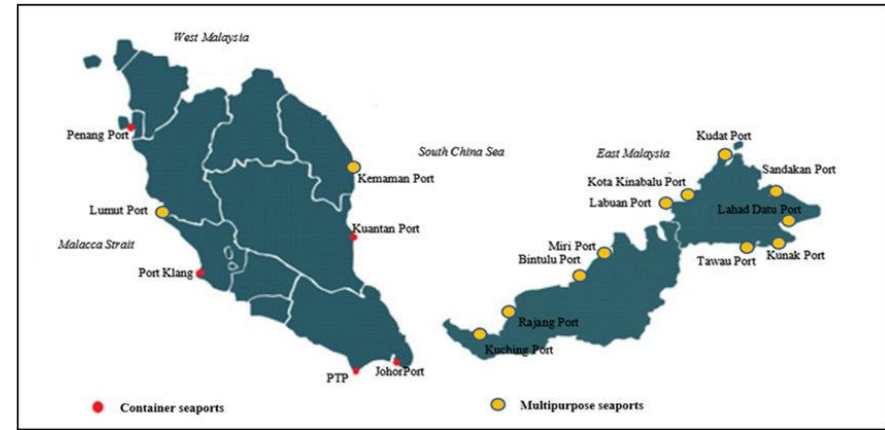 West Malaysia
Penang Port
South China Sea
East Malaysia
Kudat Port
Kemaman Port
Sandakan Port
Kota Kinabalu Port
Labuan Port
Lumut Port
Lahad Datu Port
Kuantan Port
Malacca Strait
Miri Port
Kunak Port
Bintulu Port
Tawau Port
Port Klang
Rajang Port
Kuching Port
PTP
JohorPort
Container seaports
Multipurpose seaports